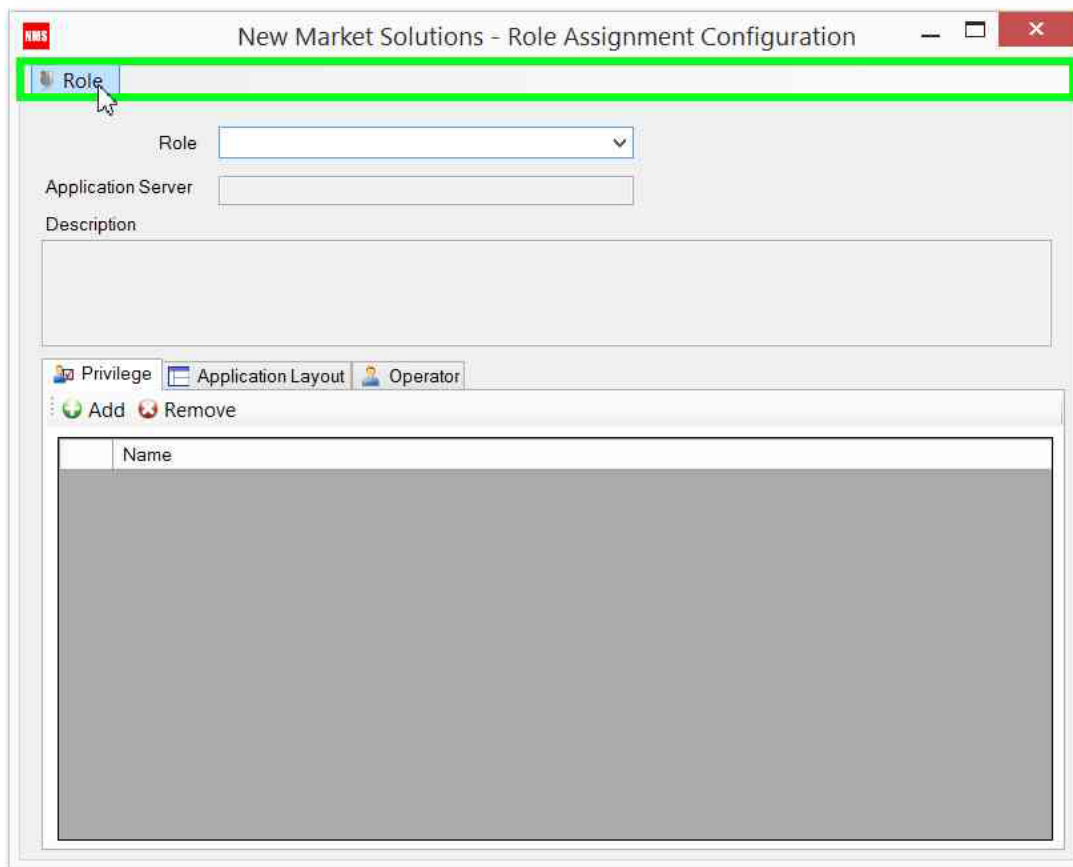 NMS New Market Solutions - Role Assignment Configuration
Role
Role
Application Server
Description
Privilege Application Layout Operator
Add Remove
Name